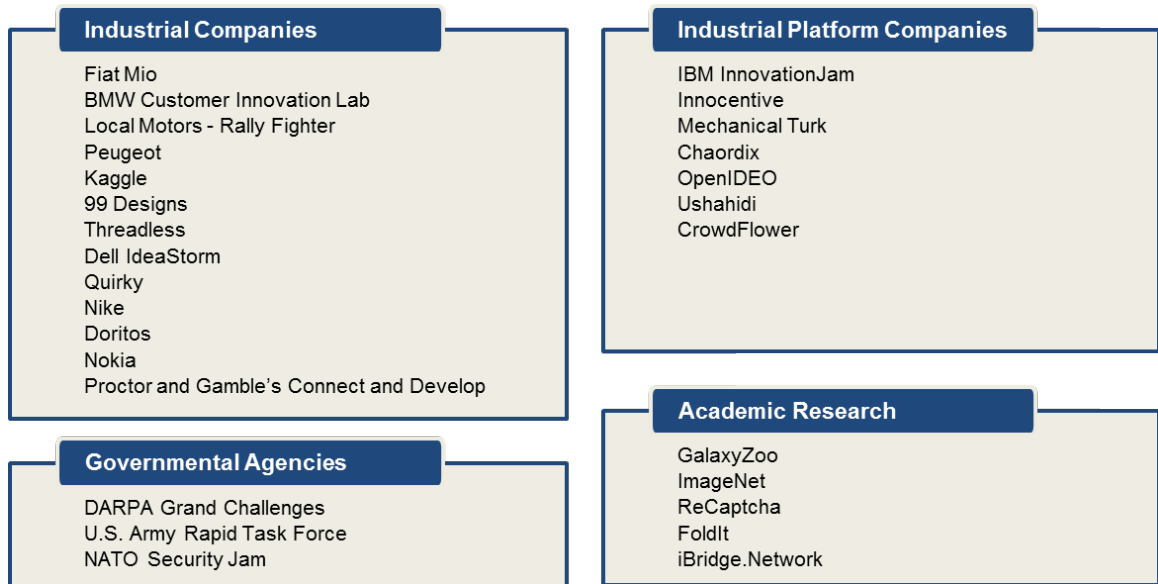 Industrial Companies
Fiat Mio
BMW Customer Innovation Lab
Local Motors - Rally Fighter
Peugeot
Kaggle
99 Designs
Threadless
Dell IdeaStorm
Quirky
Nike
Doritos
Nokia
Proctor and Gamble's Connect and Develop
Industrial Platform Companies
IBM InnovationJam
Innocentive
Mechanical Turk
Chaordix
OpenIDEO
Ushahidi
CrowdFlower
Governmental Agencies
DARPA Grand Challenges
U.S. Army Rapid Task Force
NATO Security Jam
Academic Research
GalaxyZoo
ImageNet
ReCaptcha
FoldIt
iBridge.Network